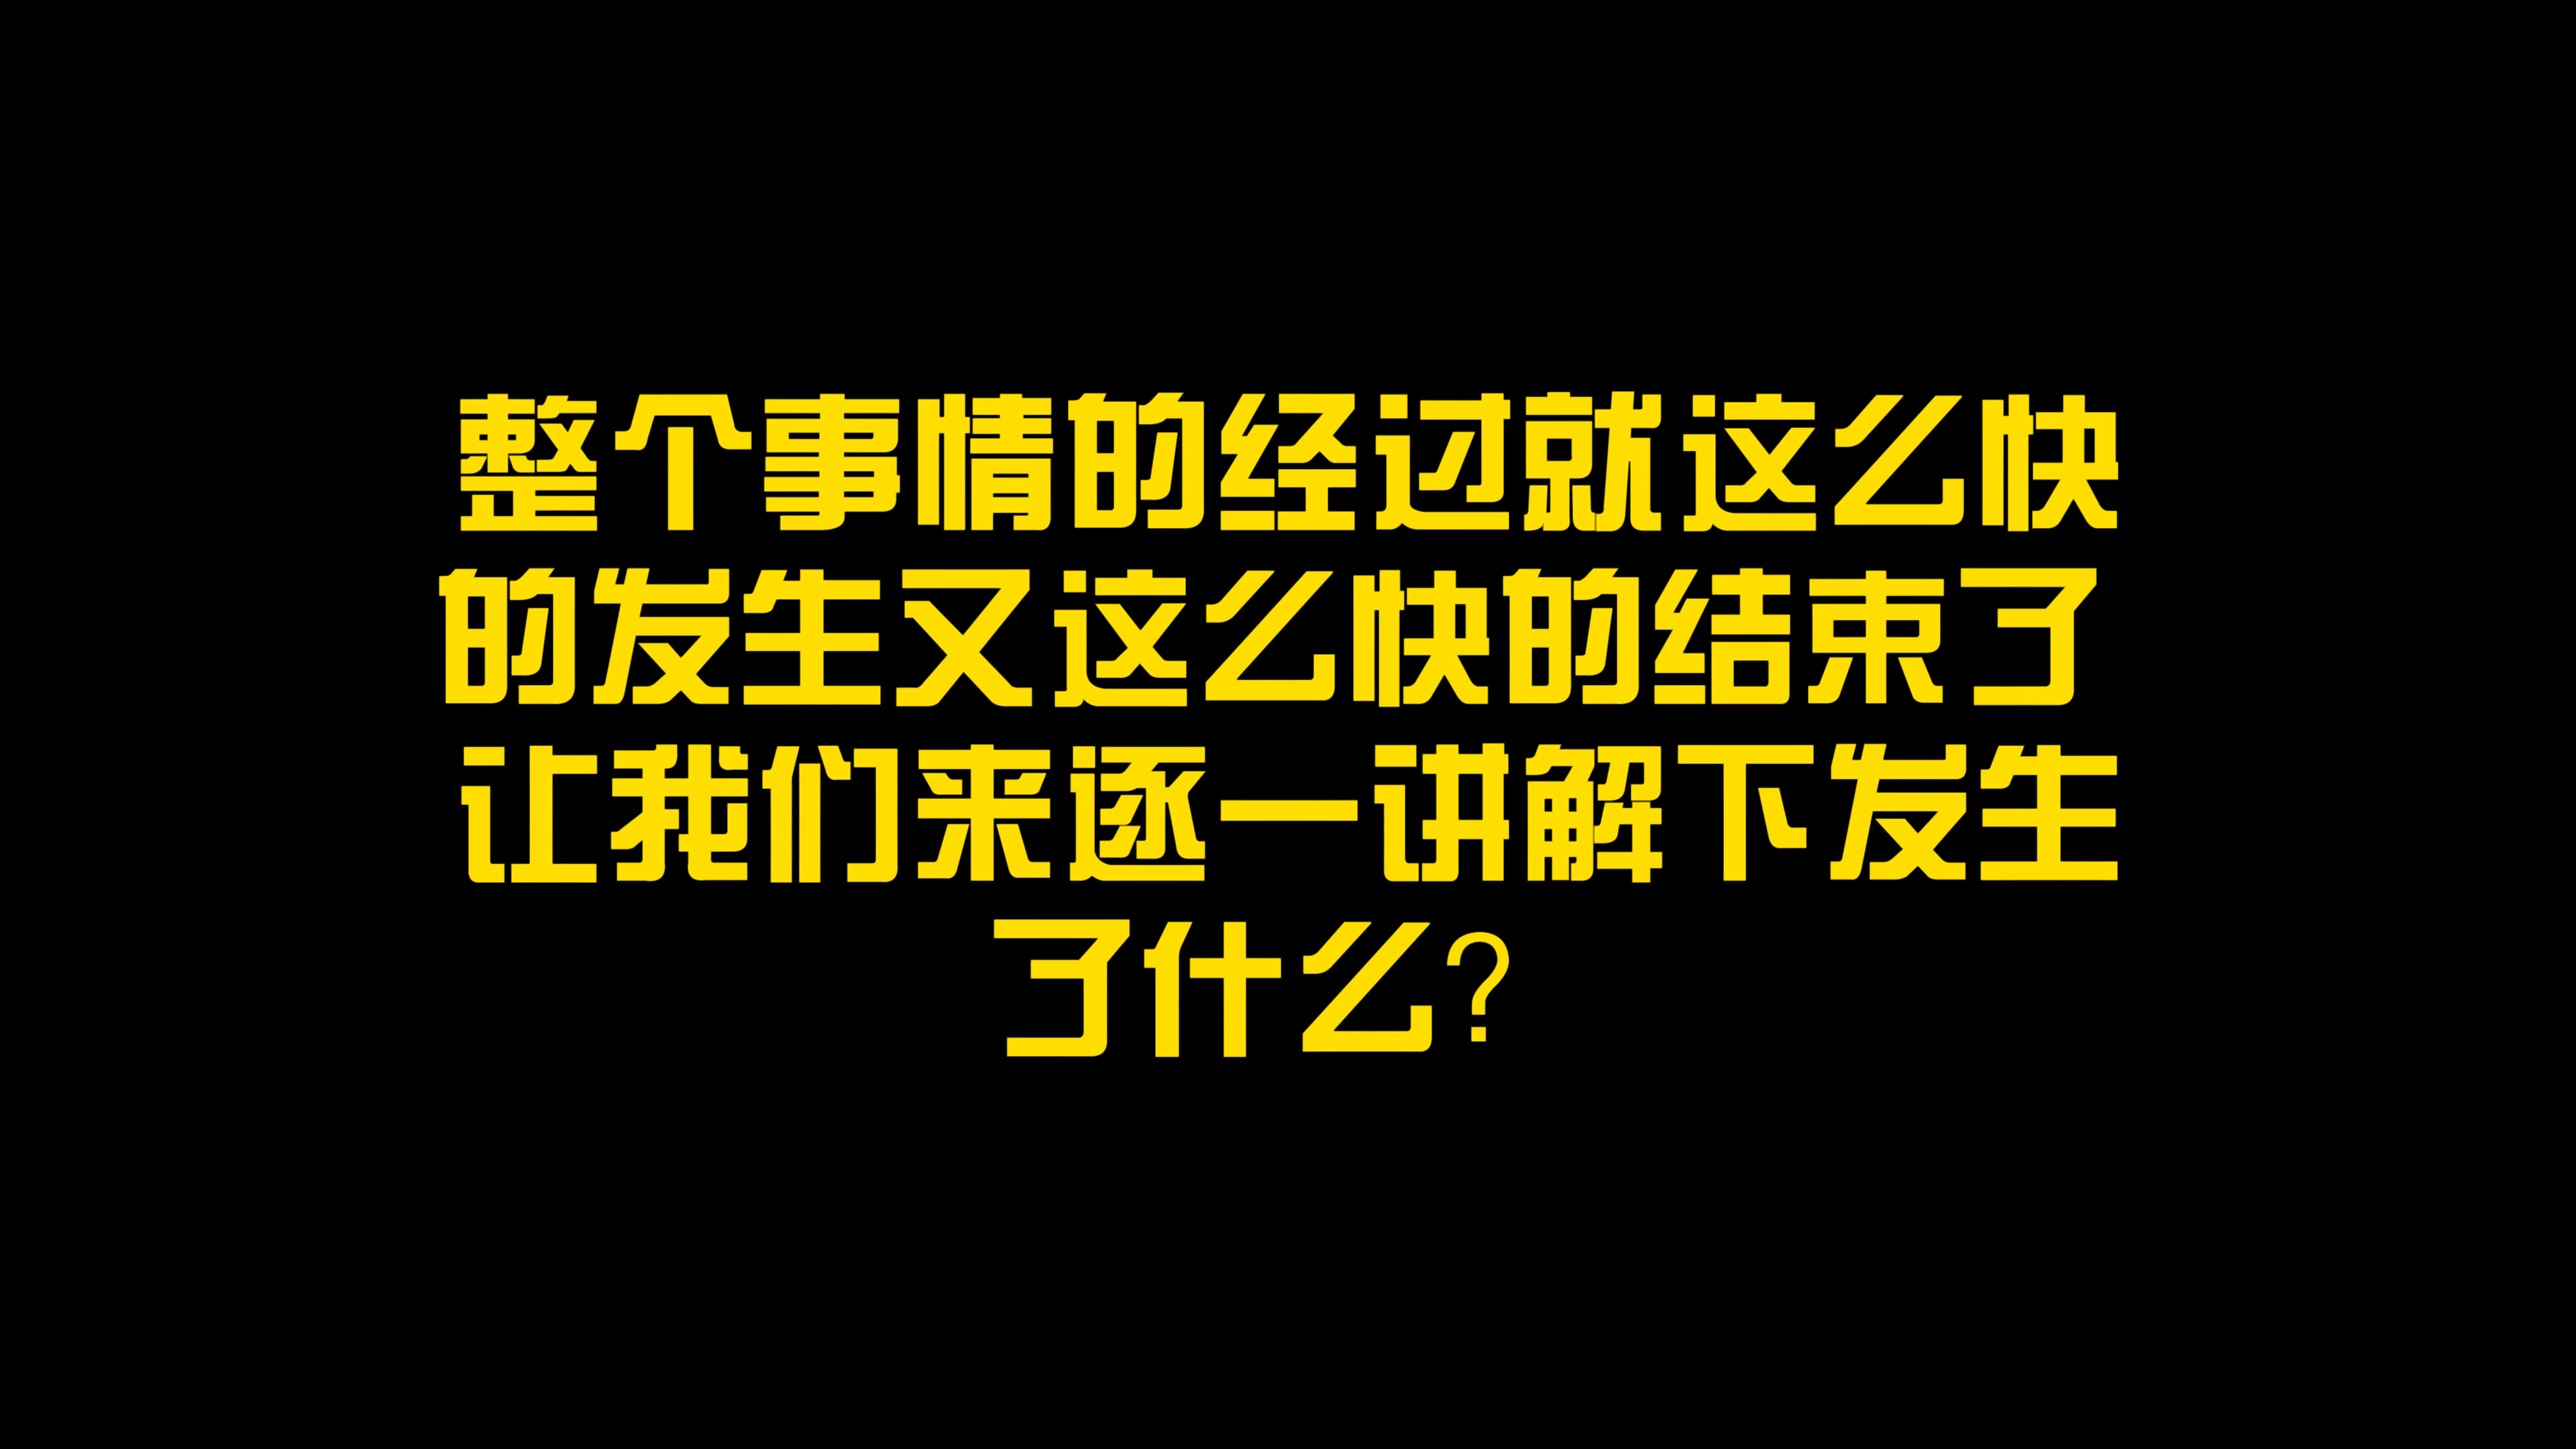 整个事情的经过就这么快
的发生又这么快的结束了
让我们来逐一讲解下发生
了什么?